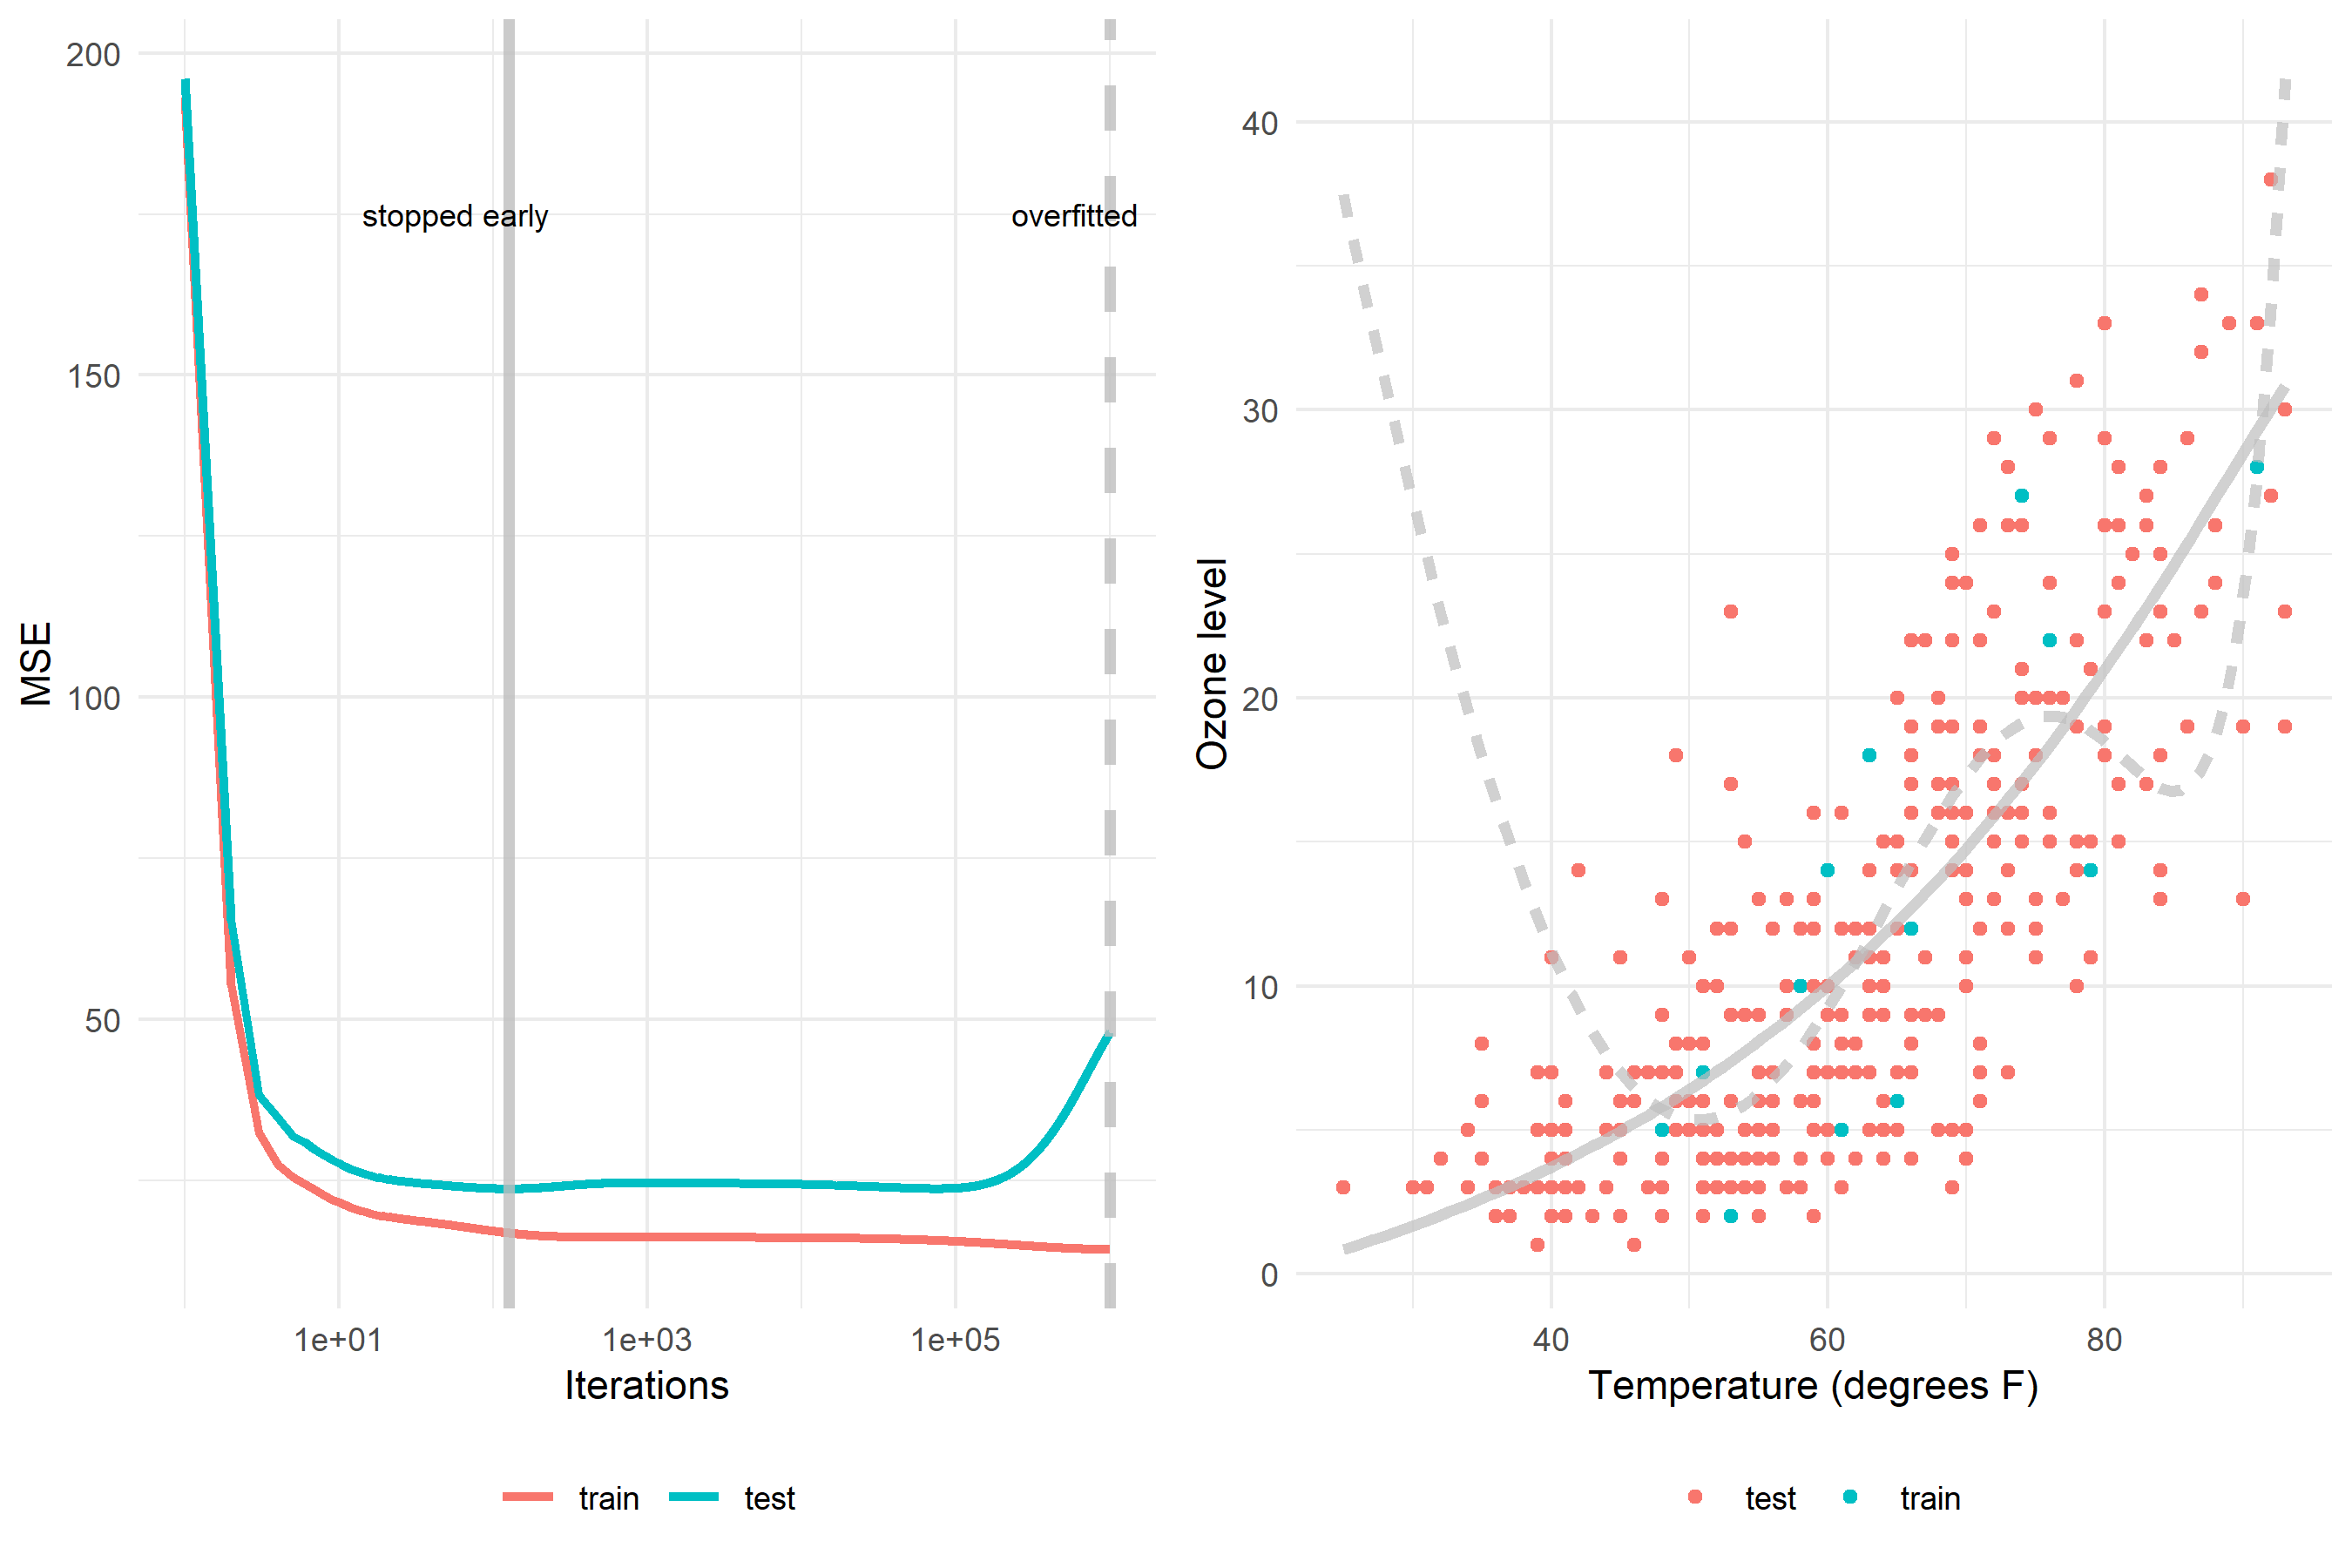 200
150
100
50
MSE
stopped early
overfitted
1e+01
1e+03
1e+05
Iterations
train
test
40
30
20
10
0
Ozone level
40
60
80
Temperature (degrees F)
test
train